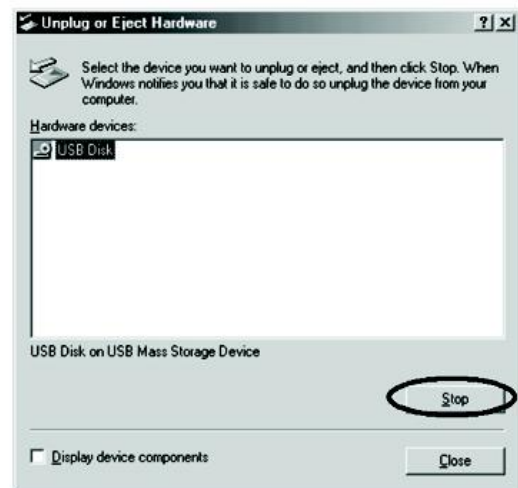 Unplug or Eject Hardware
Select the device you want to unplug or eject, and then click Stop. When
Windows notifies you that it is safe to do so unplug the device from your
computer.
Hardware devices:
USB Disk
USB Disk on USB Mass Storage Device
Stop
Display device components
Close